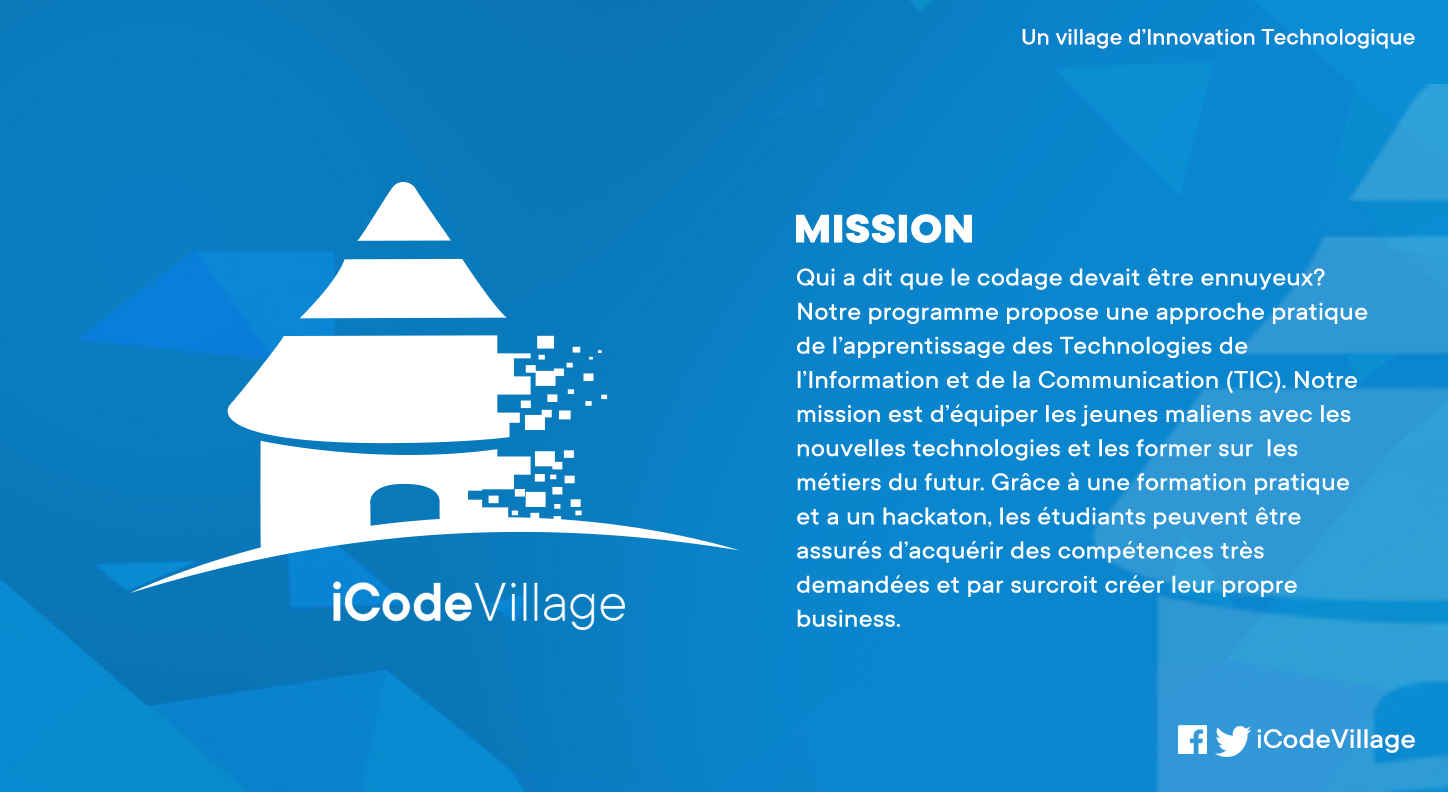 Un village d'Innovation Technologique
MISSION
Qui a dit que le codage devait être ennuyeux?
Notre programme propose une approche pratique
de l'apprentissage des Technologies de
l'Information et de la Communication (TIC). Notre
mission est d'équiper les jeunes maliens avec les
nouvelles technologies et les former sur  les
métiers du futur. Grâce à une formation pratique
et a un hackaton, les étudiants peuvent être
assurés d'acquérir des compétences très
demandées et par surcroit créer leur propre
business.
iCodeVillage
iCodeVillage